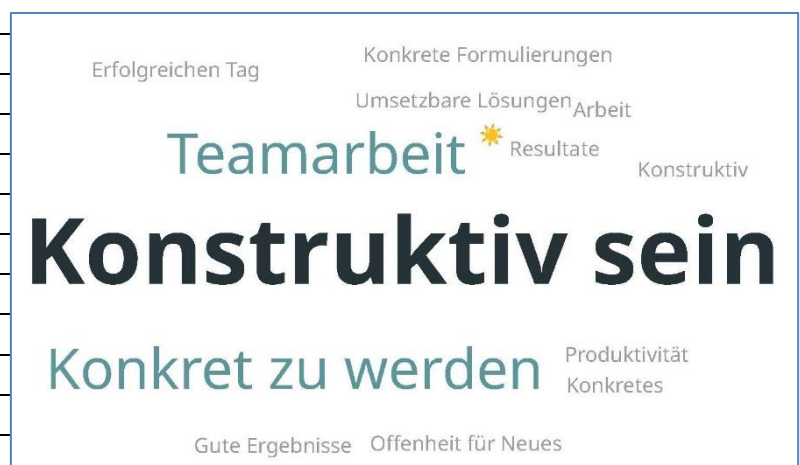 Erfolgreichen Tag
Konkrete Formulierungen
Umsetzbare Lösungen
Arbeit
Teamarbeit ☀
Resultate
Konstruktiv
Konstruktiv sein
Konkret zu werden
Produktivität
Konkretes
Gute Ergebnisse
Offenheit für Neues